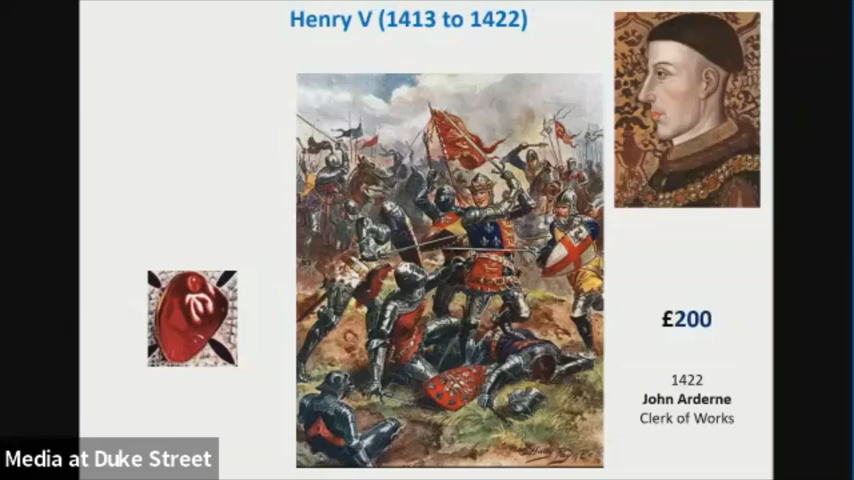 Henry V (1413 to 1422)
£200
1422
John Arderne
Clerk of Works
Media at Duke Street